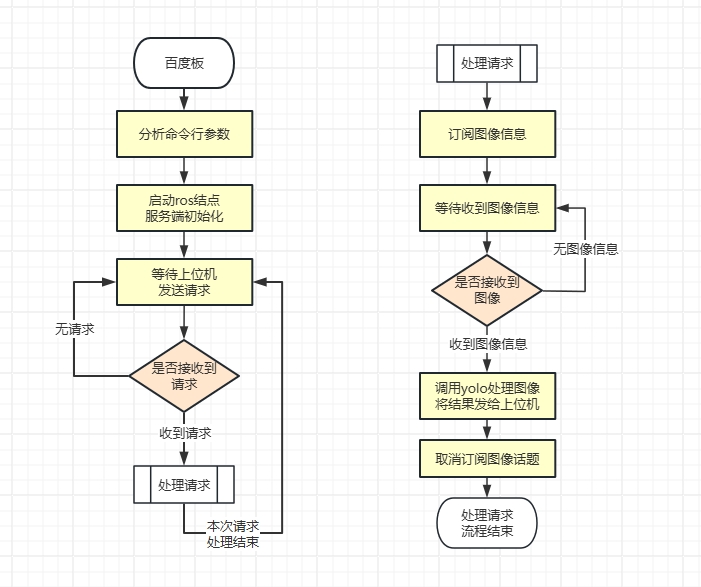 百度板
分析命令行参数
启动ros结点
服务端初始化
等待上位机
发送请求
无请求
是否接收到
请求
收到请求
处理请求
本次请求
处理结束
处理请求
订阅图像信息
等待收到图像信息
无图像信息
是否接收到
图像
收到图像信息
调用yolo处理图像
将结果发给上位机
取消订阅图像话题
处理请求
流程结束